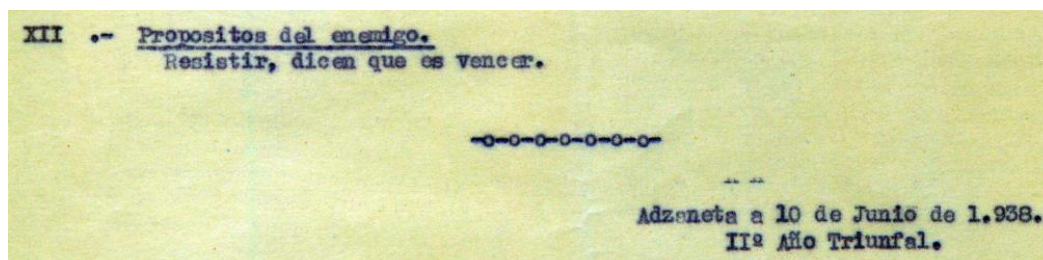 XII .- Propositos del enemigo.
Resistir, dicen que es vencer.
-o-o-o-o-o-o-o-
" "
Adzaneta a 10 de Junio de 1.938.
IIº Año Triunfal.